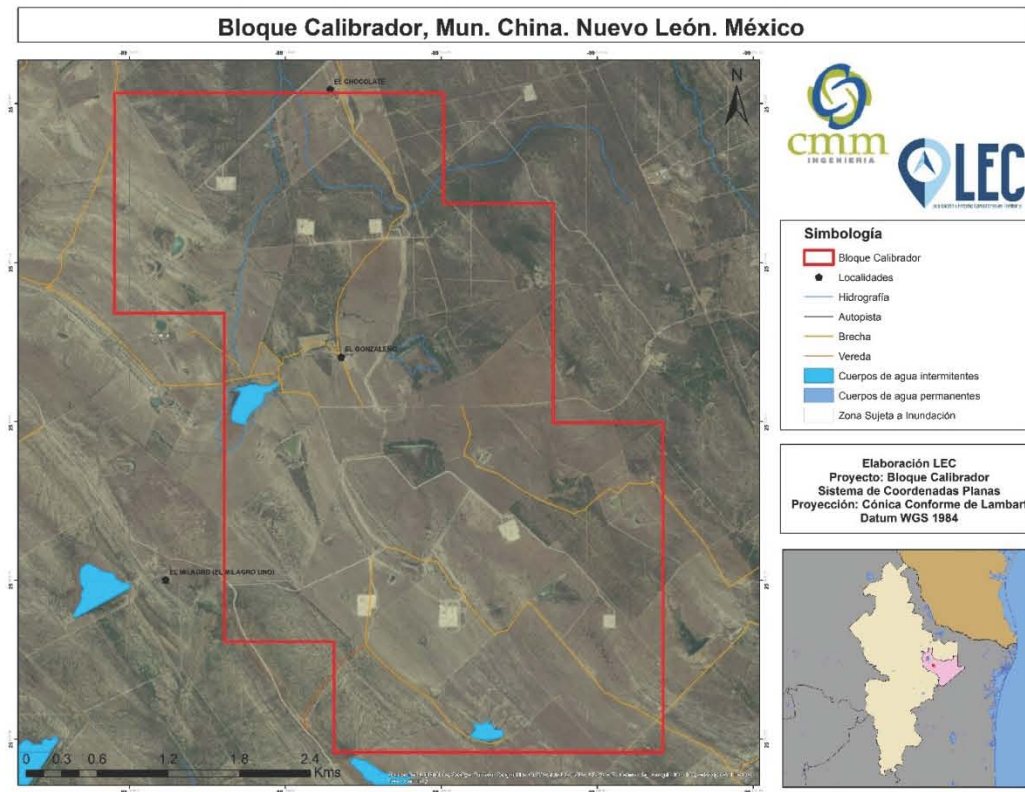 Bloque Calibrador, Mun. China. Nuevo León. México
EL CHOCOLATE
N
EL GONZALEÑO
EL MILAGRO (EL MILAGRO UNO)
0 0.3 0.6 1.2 1.8 2.4
Kms
cmm
INGENIERIA
LEC
Simbología
Bloque Calibrador
Localidades
Hidrografía
Autopista
Brecha
Vereda
Cuerpos de agua intermitentes
Cuerpos de agua permanentes
Zona Sujeta a Inundación
Elaboración LEC
Proyecto: Bloque Calibrador
Sistema de Coordenadas Planas
Proyección: Cónica Conforme de Lambart
Datum WGS 1984